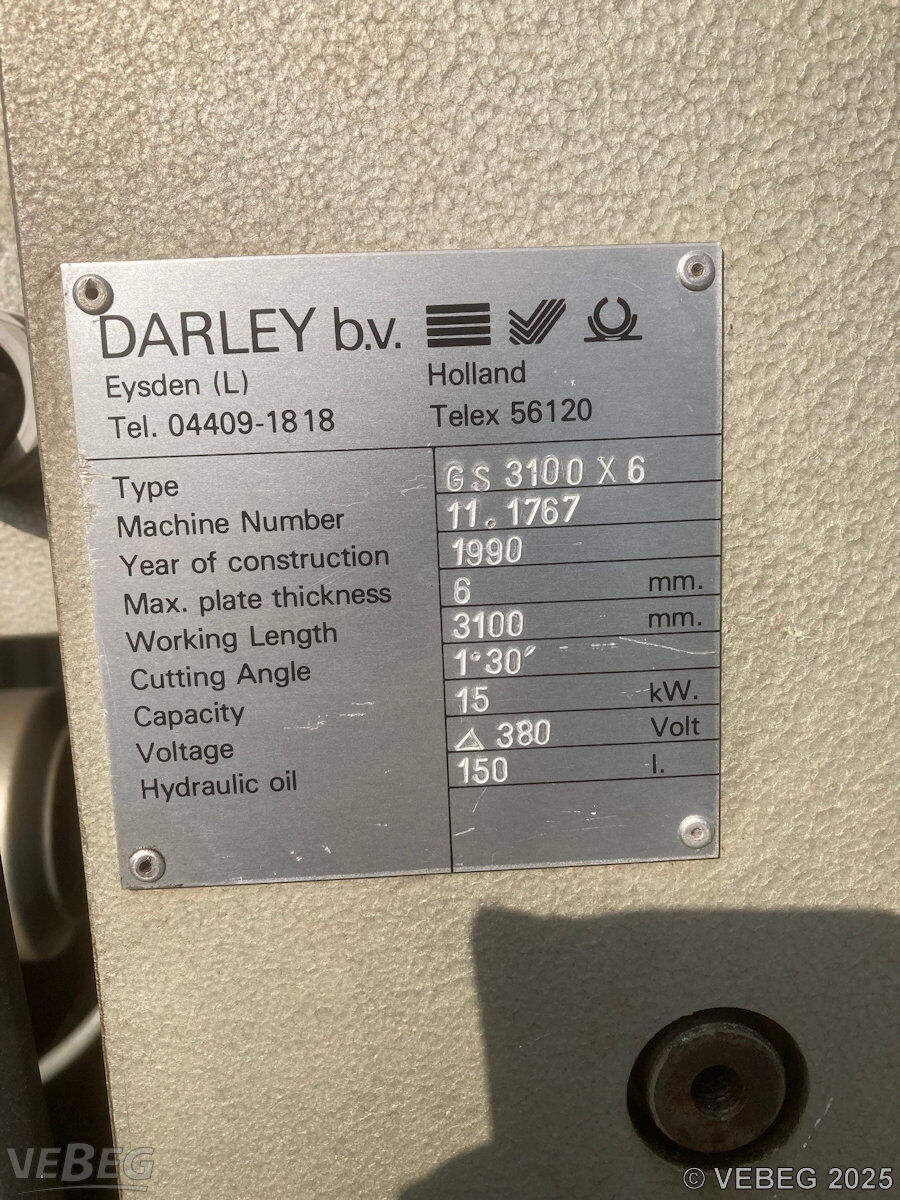 DARLEY b.v.
Eysden (L) Holland
Tel. 04409-1818 Telex 56120
Type GS 3100 X 6
Machine Number 11.1767
Year of construction 1990
Max. plate thickness 6 mm.
Working Length 3100 mm.
Cutting Angle 1°30′
Capacity 15 kW.
Voltage △ 380 Volt
Hydraulic oil 150 l.
VEBEG
© VEBEG 2025